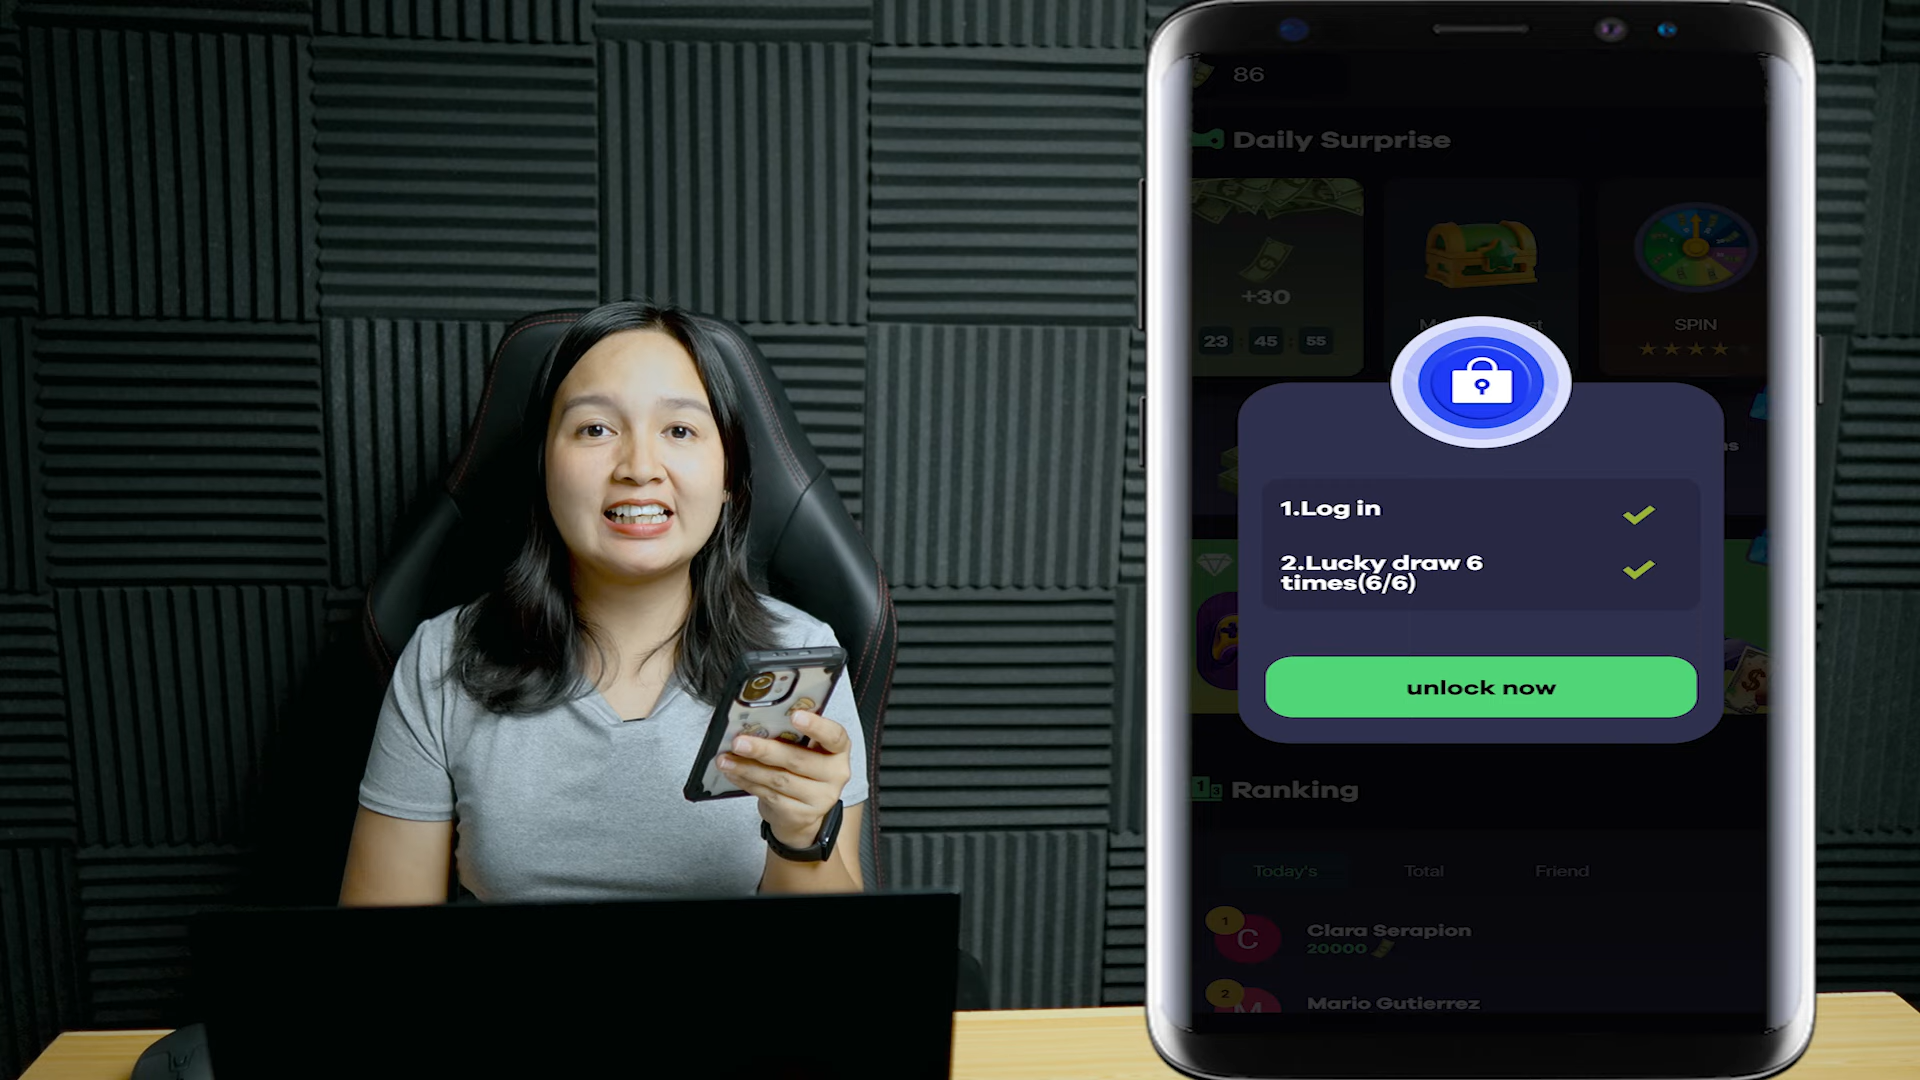 86
Daily Surprise
+30
23 : 45 : 55
SPIN
1.Log in
2.Lucky draw 6
times(6/6)
unlock now
Ranking
Today's Total Friend
1
C
Clara Serapion
20000
2
M
Mario Gutierrez